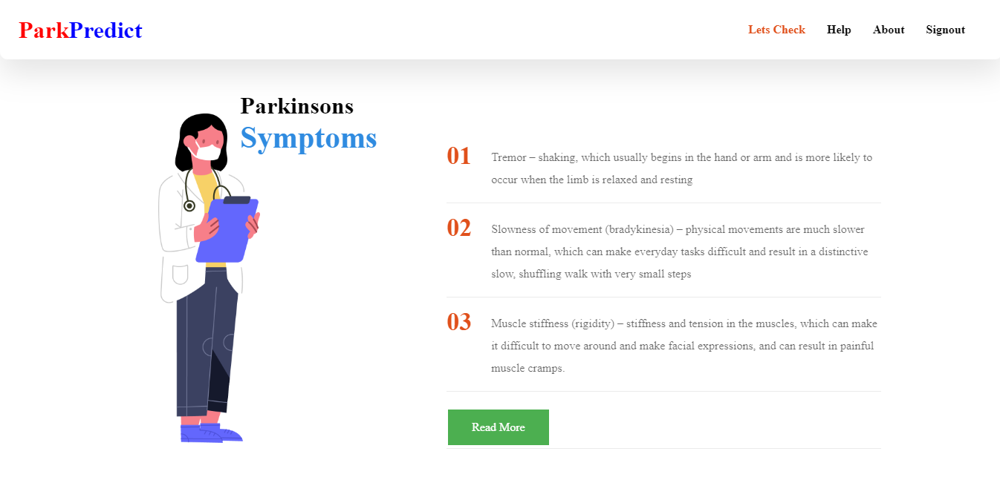 ParkPredict
Lets Check Help About Signout
Parkinsons
Symptoms
01
Tremor – shaking, which usually begins in the hand or arm and is more likely to
occur when the limb is relaxed and resting
02
Slowness of movement (bradykinesia) – physical movements are much slower
than normal, which can make everyday tasks difficult and result in a distinctive
slow, shuffling walk with very small steps
03
Muscle stiffness (rigidity) – stiffness and tension in the muscles, which can make
it difficult to move around and make facial expressions, and can result in painful
muscle cramps.
Read More